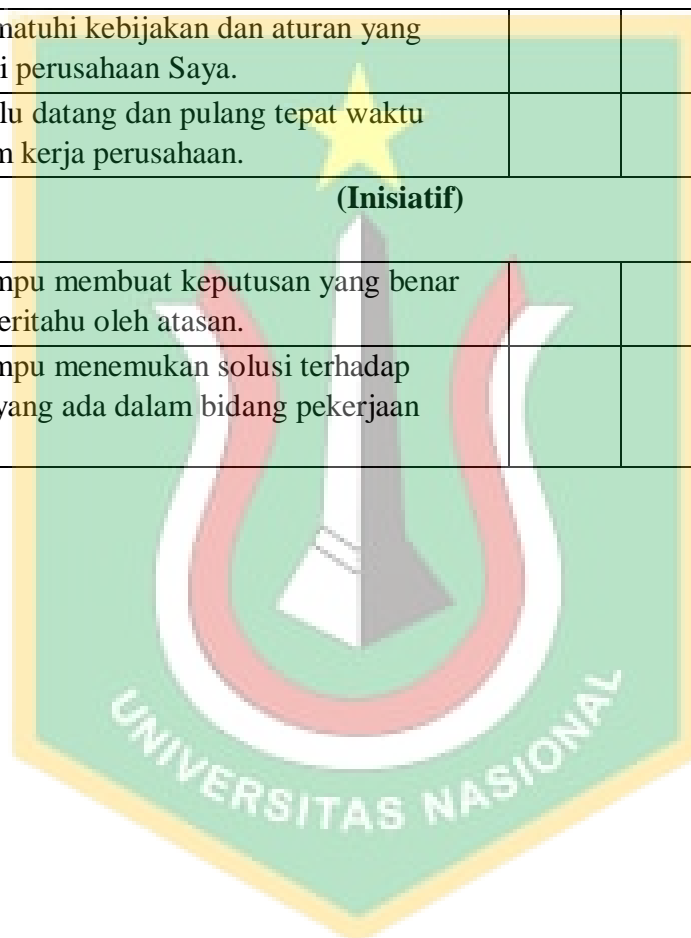 matuhi kebijakan dan aturan yang
i perusahaan Saya.
lu datang dan pulang tepat waktu
n kerja perusahaan.
(Inisiatif)
mpu membuat keputusan yang benar
eritahu oleh atasan.
mpu menemukan solusi terhadap
yang ada dalam bidang pekerjaan
UNIVERSITAS NASIONAL